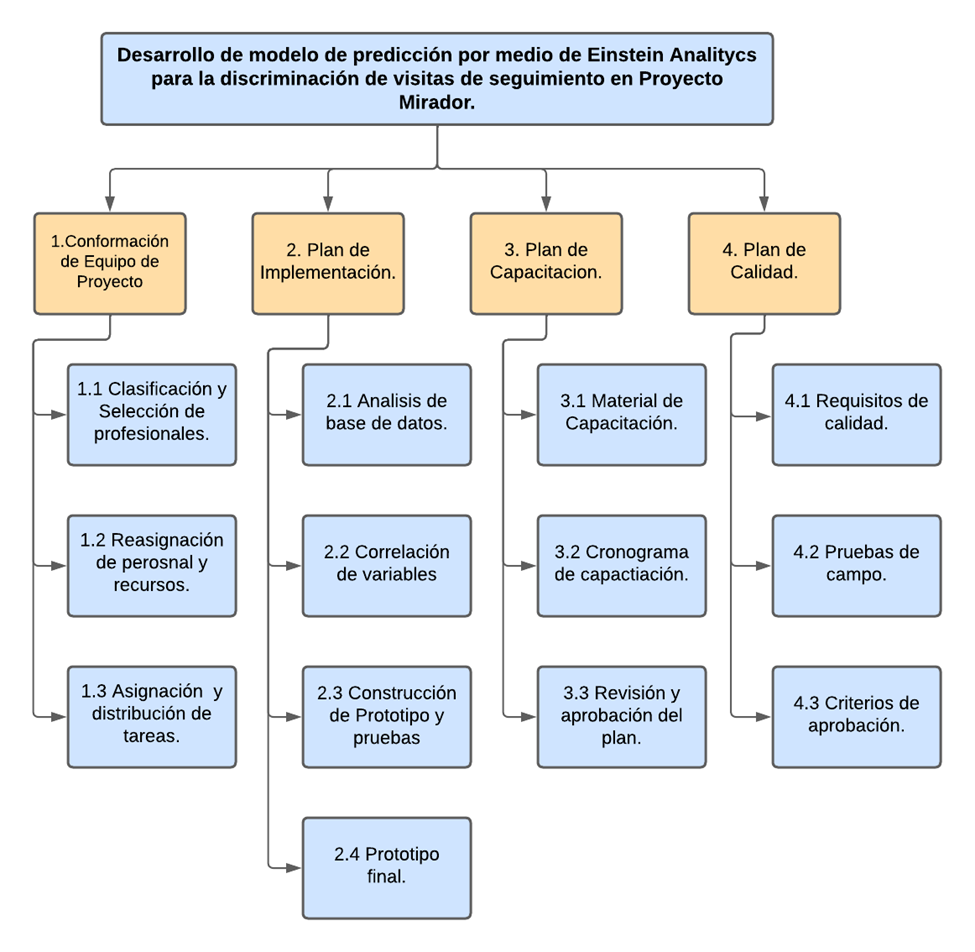 Desarrollo de modelo de predicción por medio de Einstein Analitycs
para la discriminación de visitas de seguimiento en Proyecto
Mirador.
1.Conformación
de Equipo de
Proyecto
2. Plan de
Implementación.
3. Plan de
Capacitacion.
4. Plan de
Calidad.
1.1 Clasificación y
Selección de
profesionales.
2.1 Analisis de
base de datos.
3.1 Material de
Capacitación.
4.1 Requisitos de
calidad.
1.2 Reasignación
de perosnal y
recursos.
2.2 Correlación
de variables
3.2 Cronograma
de capactiación.
4.2 Pruebas de
campo.
1.3 Asignación  y
distribución de
tareas.
2.3 Construcción
de Prototipo y
pruebas
3.3 Revisión y
aprobación del
plan.
4.3 Criterios de
aprobación.
2.4 Prototipo
final.